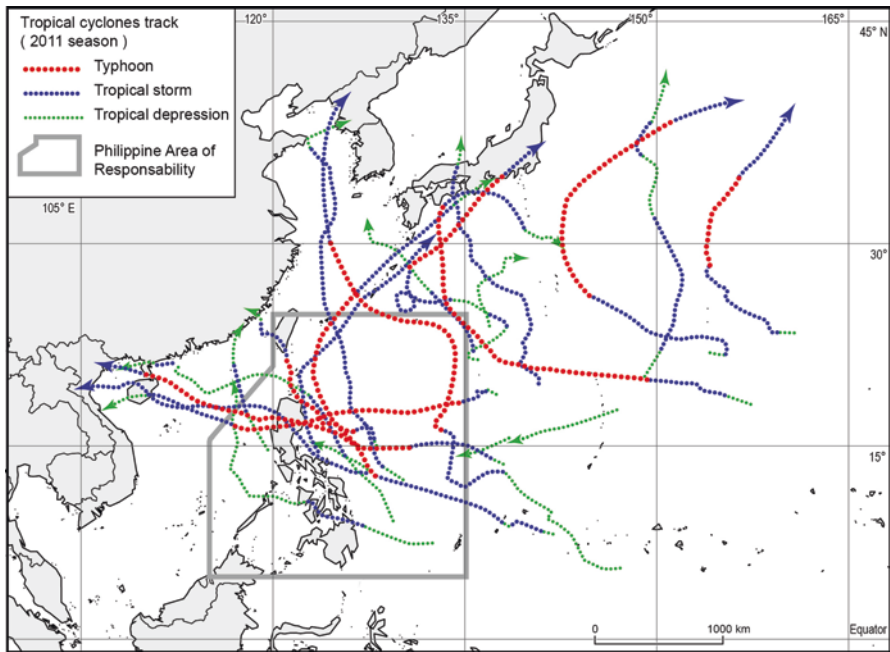 Tropical cyclones track
( 2011 season )
Typhoon
Tropical storm
Tropical depression
Philippine Area of
Responsability
120°
135°
150°
165°
45° N
105° E
30°
15°
0
1000 km
Equator